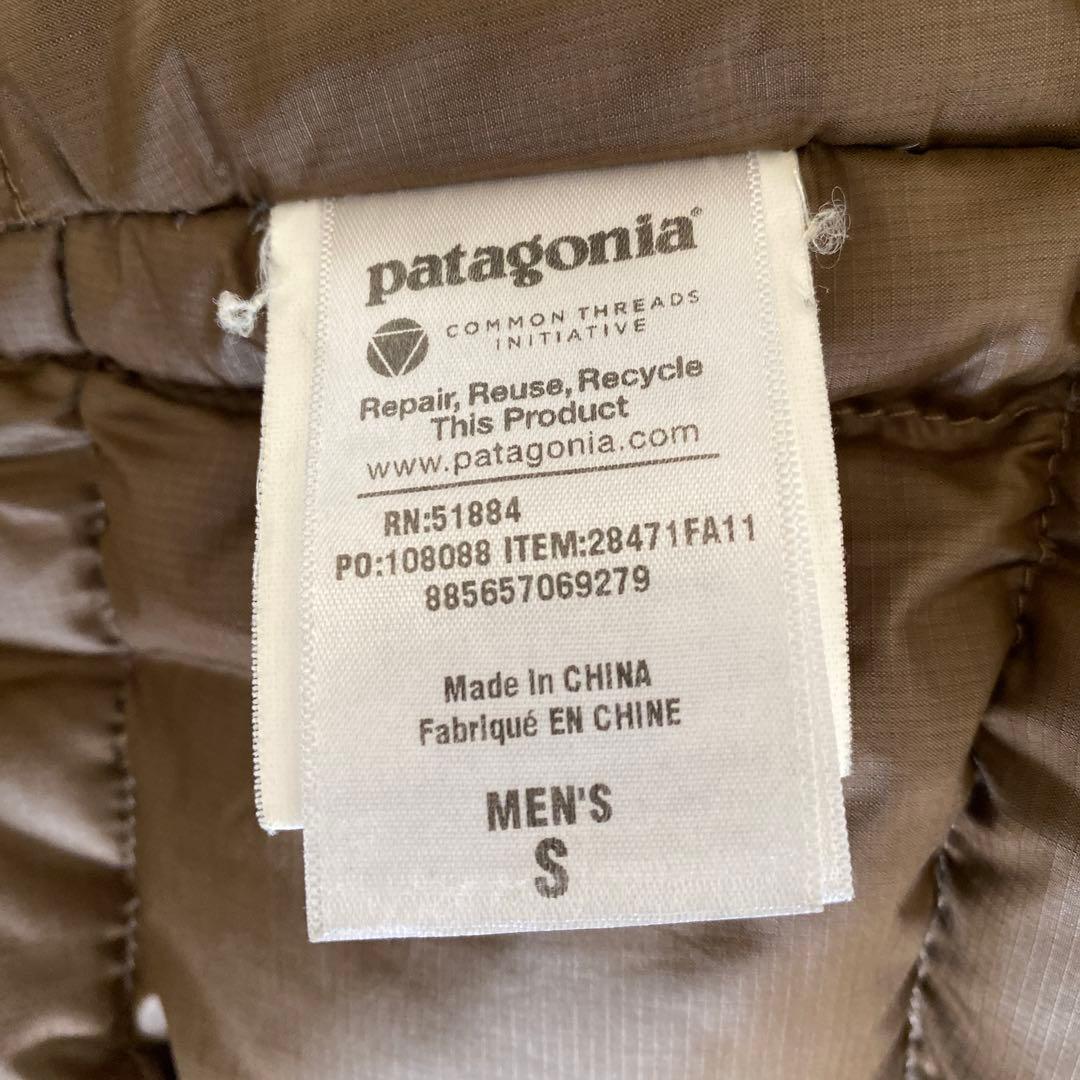 patagonia®
COMMON THREADS
INITIATIVE
Repair, Reuse, Recycle
This Product
www.patagonia.com
RN:51884
PO:108088 ITEM:28471FA11
885657069279
Made In CHINA
Fabriqué EN CHINE
MEN'S
S